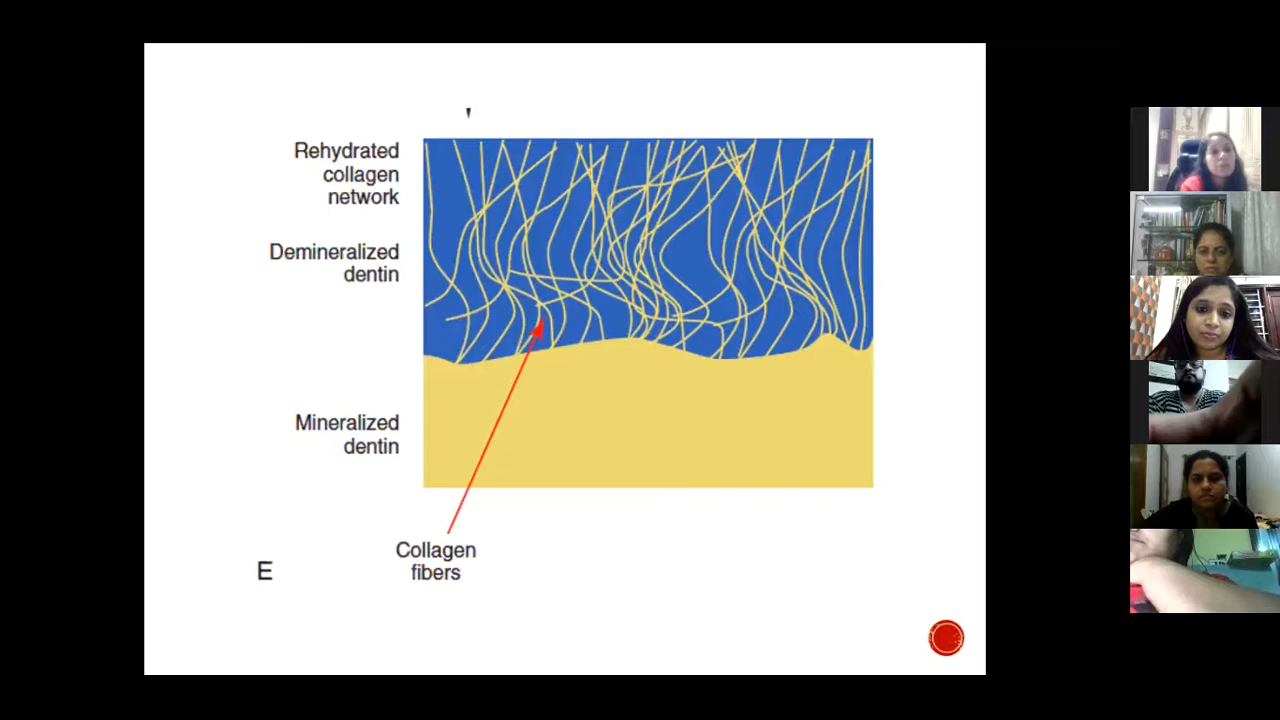 Rehydrated
collagen
network
Demineralized
dentin
Mineralized
dentin
Collagen
fibers
E